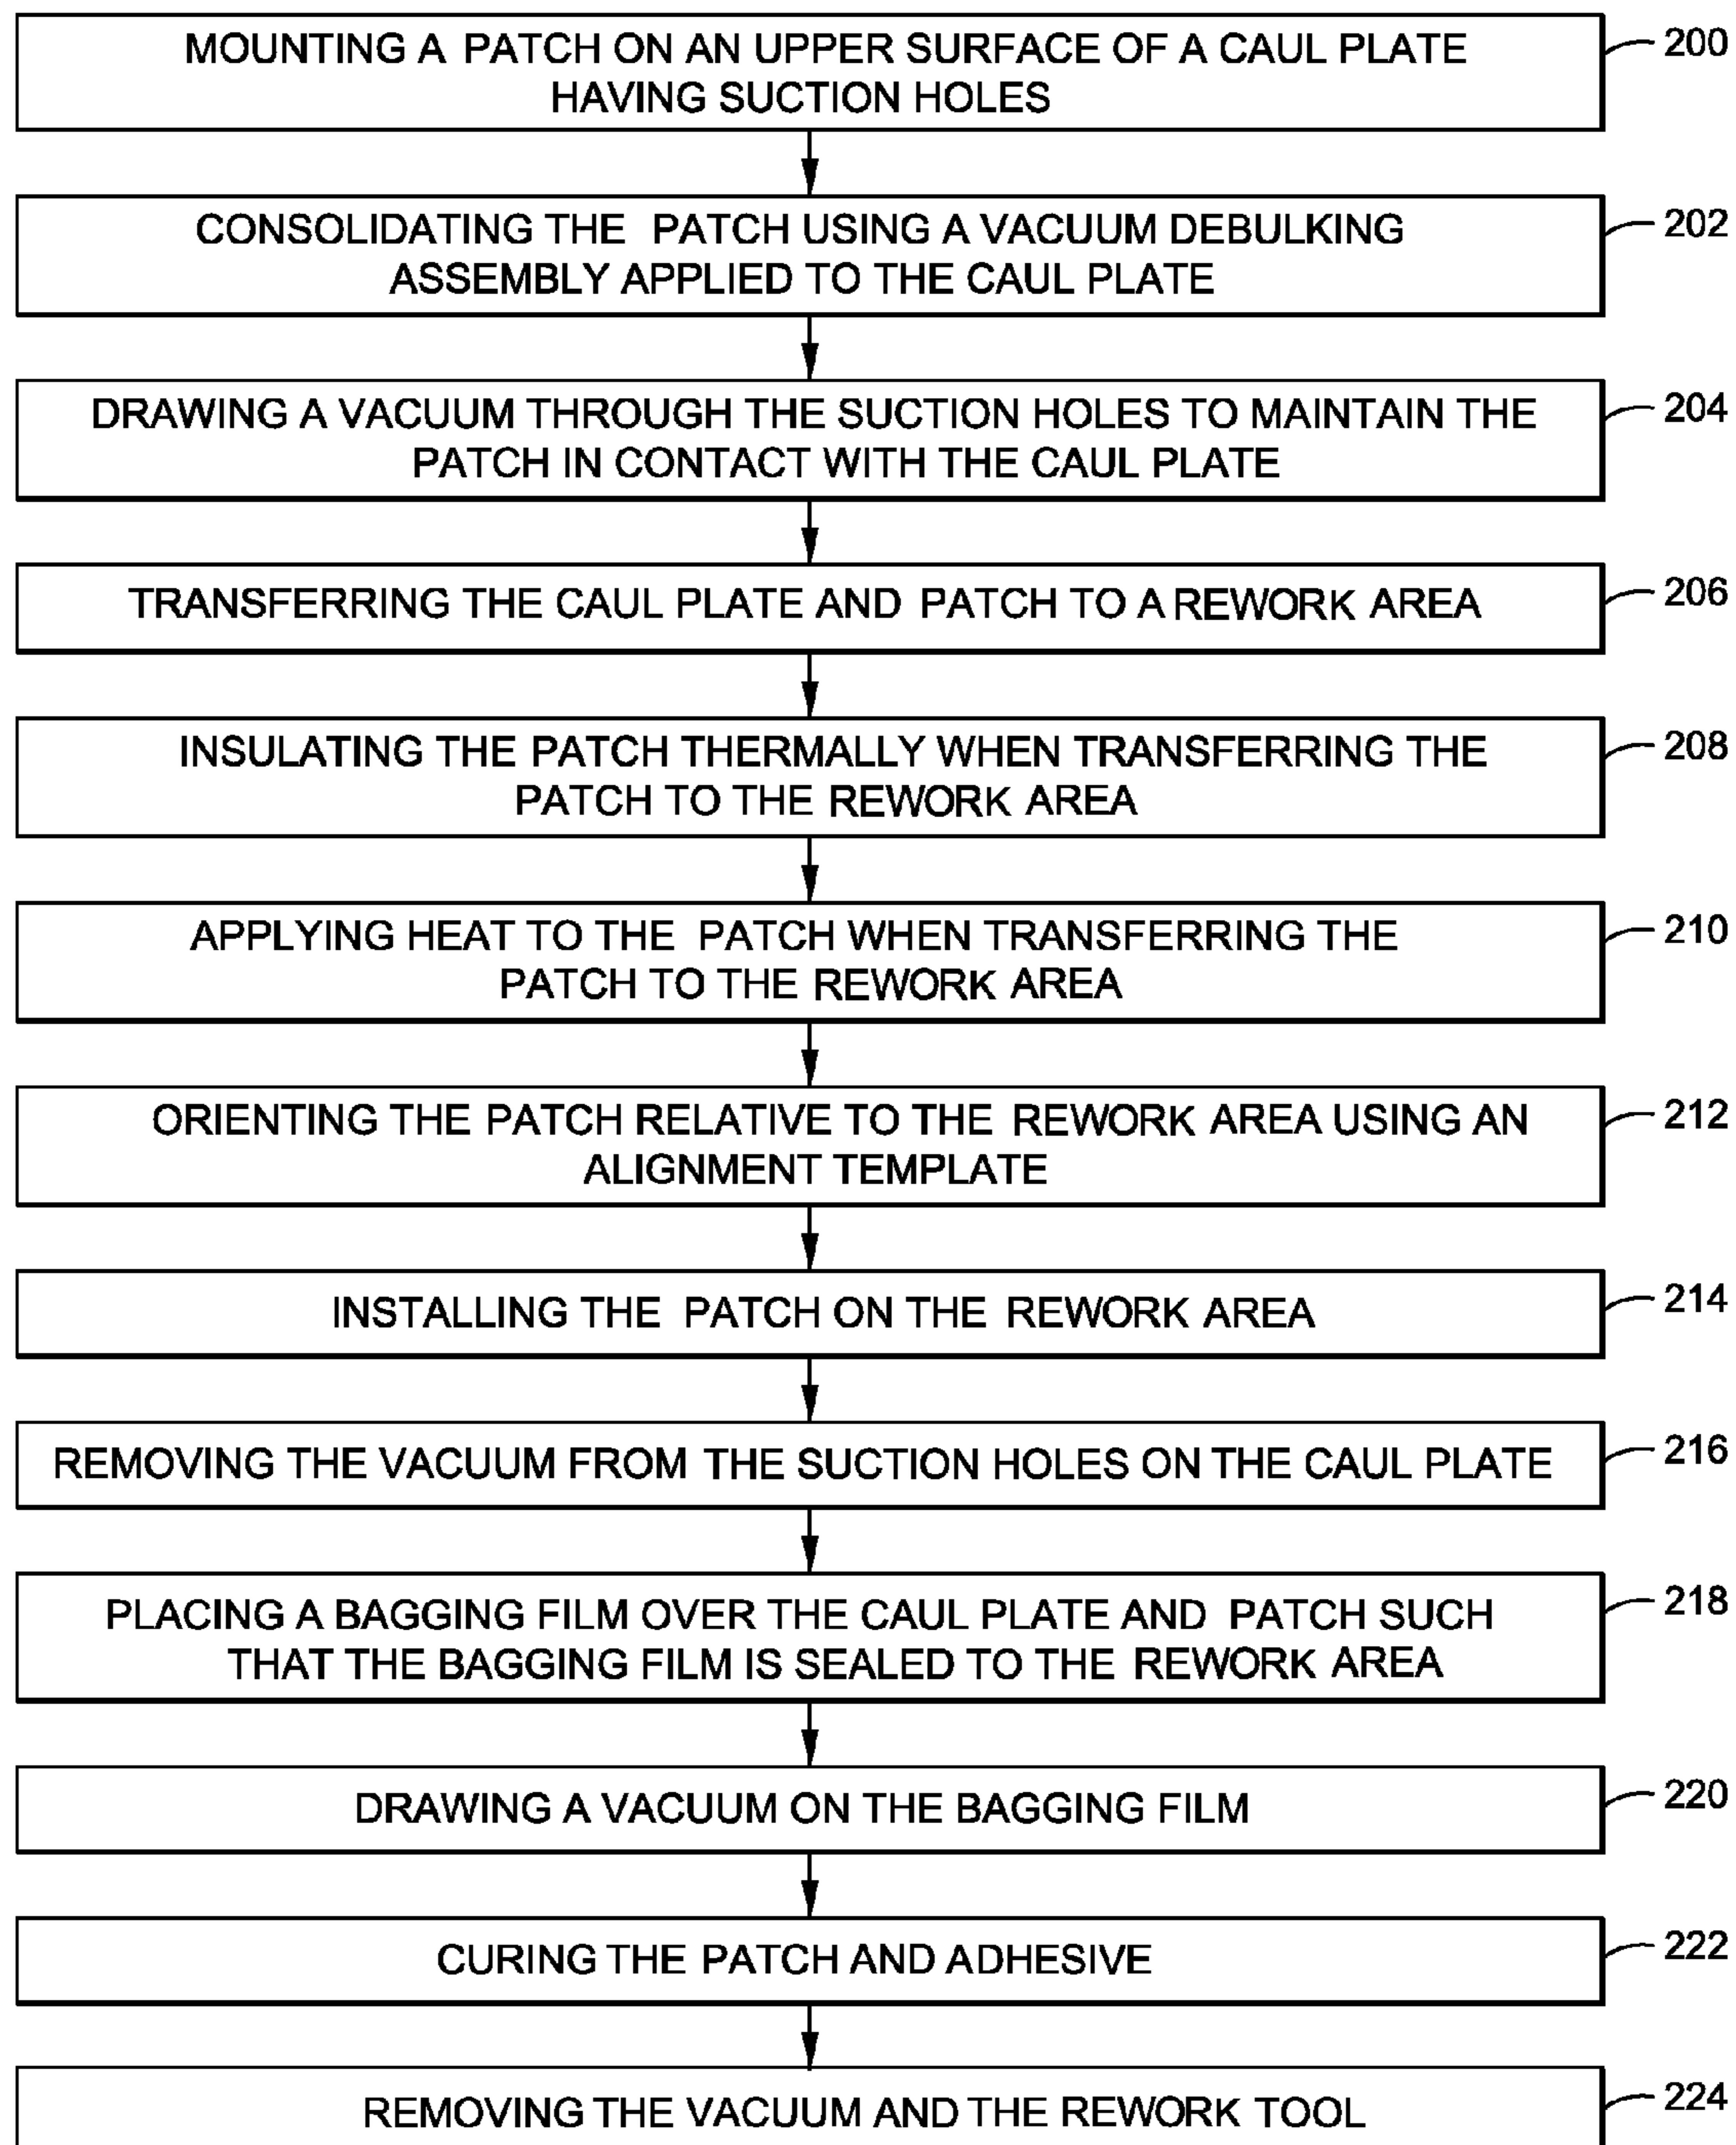 MOUNTING A PATCH ON AN UPPER SURFACE OF A CAUL PLATE
HAVING SUCTION HOLES
200
CONSOLIDATING THE PATCH USING A VACUUM DEBULKING
ASSEMBLY APPLIED TO THE CAUL PLATE
202
DRAWING A VACUUM THROUGH THE SUCTION HOLES TO MAINTAIN THE
PATCH IN CONTACT WITH THE CAUL PLATE
204
TRANSFERRING THE CAUL PLATE AND PATCH TO A REWORK AREA
206
INSULATING THE PATCH THERMALLY WHEN TRANSFERRING THE
PATCH TO THE REWORK AREA
208
APPLYING HEAT TO THE PATCH WHEN TRANSFERRING THE
PATCH TO THE REWORK AREA
210
ORIENTING THE PATCH RELATIVE TO THE REWORK AREA USING AN
ALIGNMENT TEMPLATE
212
INSTALLING THE PATCH ON THE REWORK AREA
214
REMOVING THE VACUUM FROM THE SUCTION HOLES ON THE CAUL PLATE
216
PLACING A BAGGING FILM OVER THE CAUL PLATE AND PATCH SUCH
THAT THE BAGGING FILM IS SEALED TO THE REWORK AREA
218
DRAWING A VACUUM ON THE BAGGING FILM
220
CURING THE PATCH AND ADHESIVE
222
REMOVING THE VACUUM AND THE REWORK TOOL
224